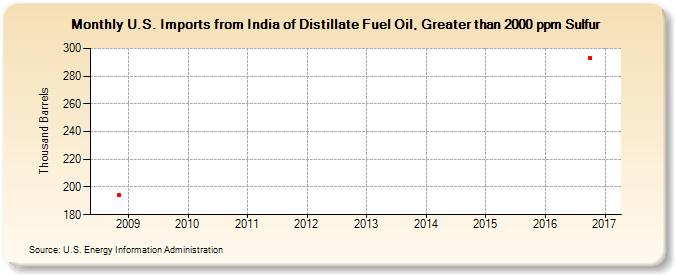 Monthly U.S. Imports from India of Distillate Fuel Oil, Greater than 2000 ppm Sulfur
Thousand Barrels
300
280
260
240
220
200
180
2009 2010 2011 2012 2013 2014 2015 2016 2017
Source: U.S. Energy Information Administration